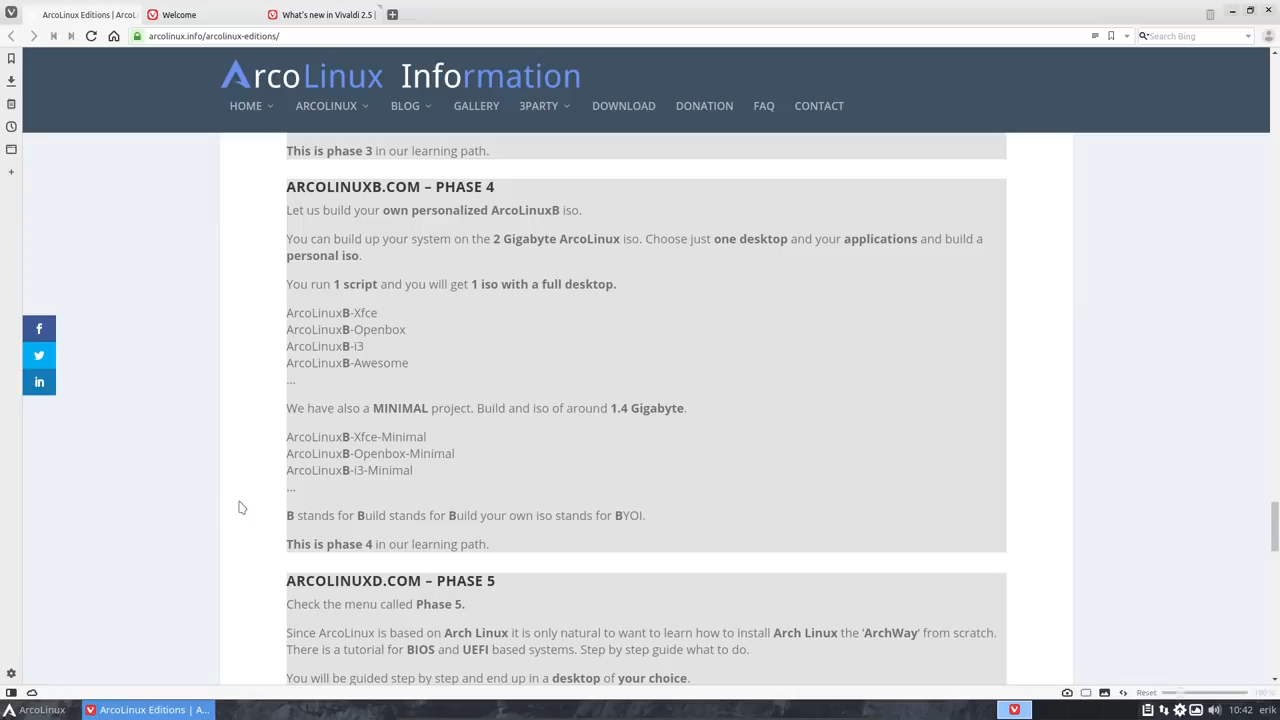 ArcoLinux Editions | ArcoL
Welcome
What's new in Vivaldi 2.5 |
arcolinux.info/arcolinux-editions/
Search Bing
ArcoLinux Information
HOME
ARCOLINUX
BLOG
GALLERY
3PARTY
DOWNLOAD
DONATION
FAQ
CONTACT
This is phase 3 in our learning path.
ARCOLINUXB.COM – PHASE 4
Let us build your own personalized ArcoLinuxB iso.
You can build up your system on the 2 Gigabyte ArcoLinux iso. Choose just one desktop and your applications and build a
personal iso.
You run 1 script and you will get 1 iso with a full desktop.
ArcoLinuxB-Xfce
ArcoLinuxB-Openbox
ArcoLinuxB-i3
ArcoLinuxB-Awesome
...
We have also a MINIMAL project. Build and iso of around 1.4 Gigabyte.
ArcoLinuxB-Xfce-Minimal
ArcoLinuxB-Openbox-Minimal
ArcoLinuxB-i3-Minimal
...
B stands for Build stands for Build your own iso stands for BYOI.
This is phase 4 in our learning path.
ARCOLINUXD.COM – PHASE 5
Check the menu called Phase 5.
Since ArcoLinux is based on Arch Linux it is only natural to want to learn how to install Arch Linux the 'ArchWay' from scratch.
There is a tutorial for BIOS and UEFI based systems. Step by step guide what to do.
You will be guided step by step and end up in a desktop of your choice.
Reset
100 %
ArcoLinux
ArcoLinux Editions | A...
10:42
erik